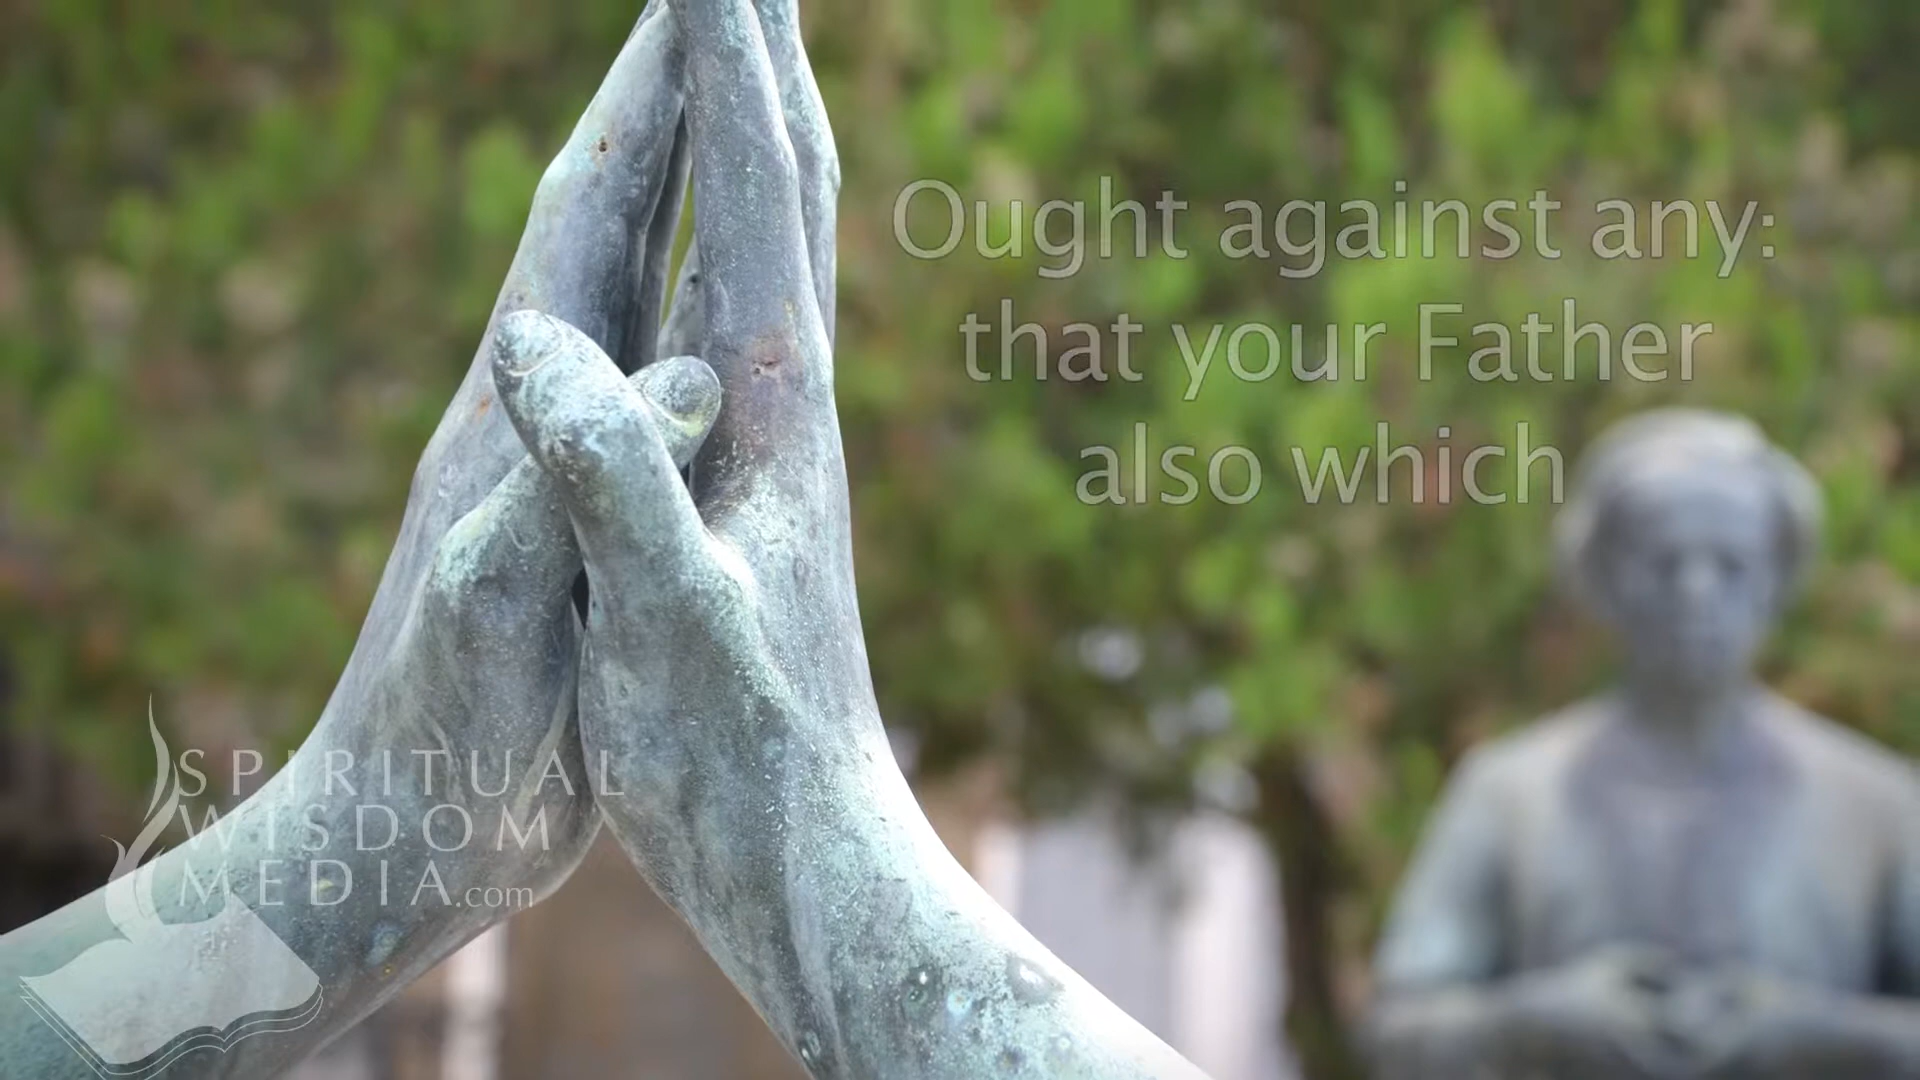 Ought against any:
that your Father
also which
SPIRITUAL
WISDOM
MEDIA.com